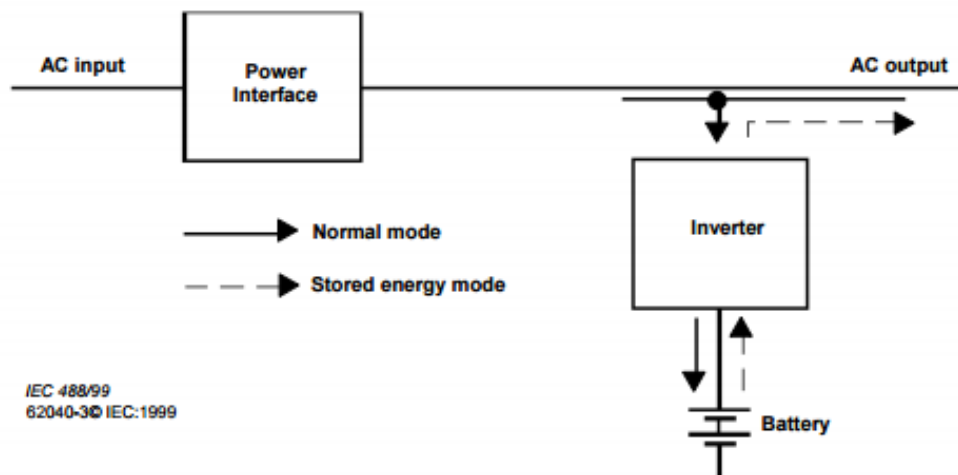 AC input
Power
Interface
AC output
Normal mode
Inverter
Stored energy mode
IEC 488/99
62040-3© IEC:1999
Battery